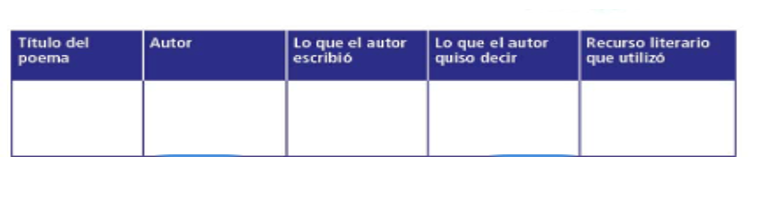 Título del poema
Autor
Lo que el autor escribió
Lo que el autor quiso decir
Recurso literario que utilizó